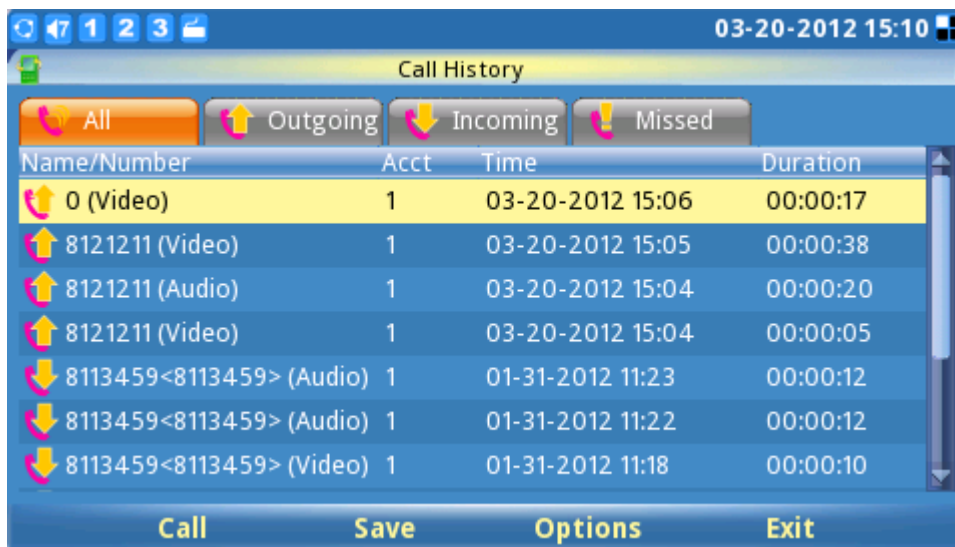 7 1 2 3 03-20-2012 15:10
Call History
All Outgoing Incoming Missed
Name/Number Acct Time Duration
0 (Video) 1 03-20-2012 15:06 00:00:17
8121211 (Video) 1 03-20-2012 15:05 00:00:38
8121211 (Audio) 1 03-20-2012 15:04 00:00:20
8121211 (Video) 1 03-20-2012 15:04 00:00:05
8113459<8113459> (Audio) 1 01-31-2012 11:23 00:00:12
8113459<8113459> (Audio) 1 01-31-2012 11:22 00:00:12
8113459<8113459> (Video) 1 01-31-2012 11:18 00:00:10
Call Save Options Exit